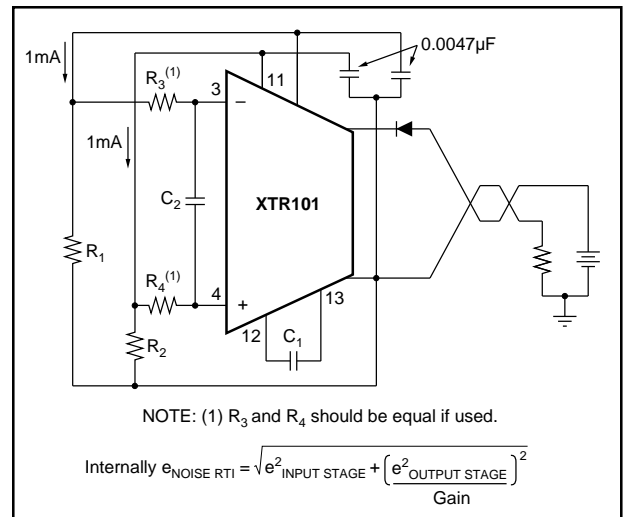 1mA
0.0047µF
R3(1)
11
3
−
1mA
C2
XTR101
R1
R4(1)
4
+
13
12
C1
R2
NOTE: (1) R3 and R4 should be equal if used.
Internally eNOISE RTI = √e²INPUT STAGE + (e²OUTPUT STAGE / Gain)²